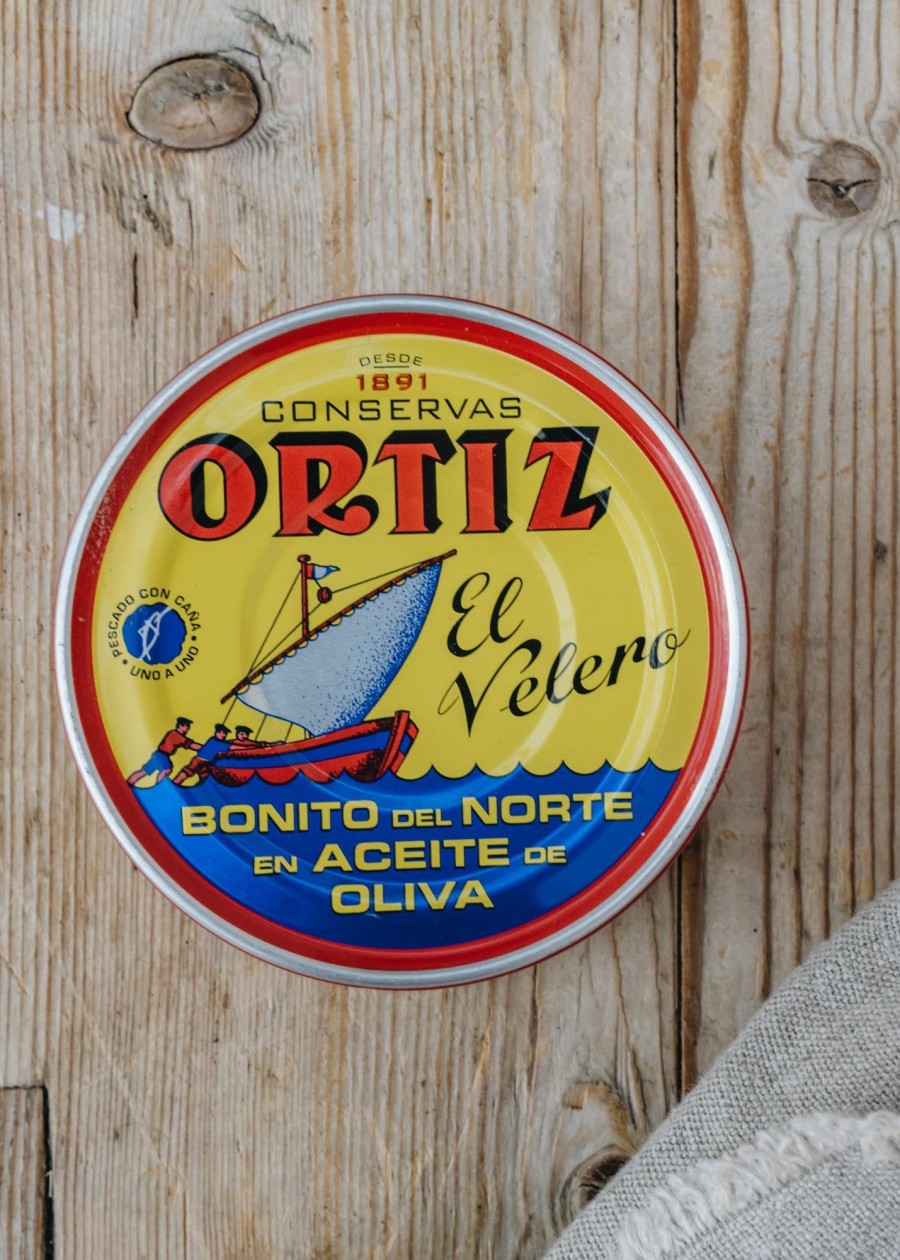 DESDE
1891
CONSERVAS
ORTIZ
El
Velero
PESCADO CON CAÑA
• UNO A UNO •
BONITO DEL NORTE
EN ACEITE DE
OLIVA